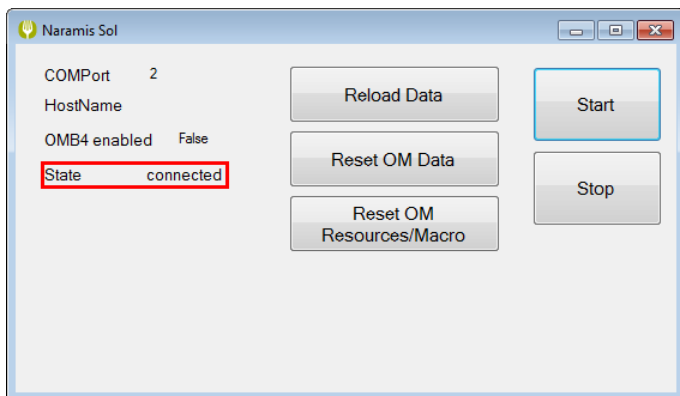 Naramis Sol
COMPort 2
HostName
OMB4 enabled False
State connected
Reload Data
Reset OM Data
Reset OM
Resources/Macro
Start
Stop